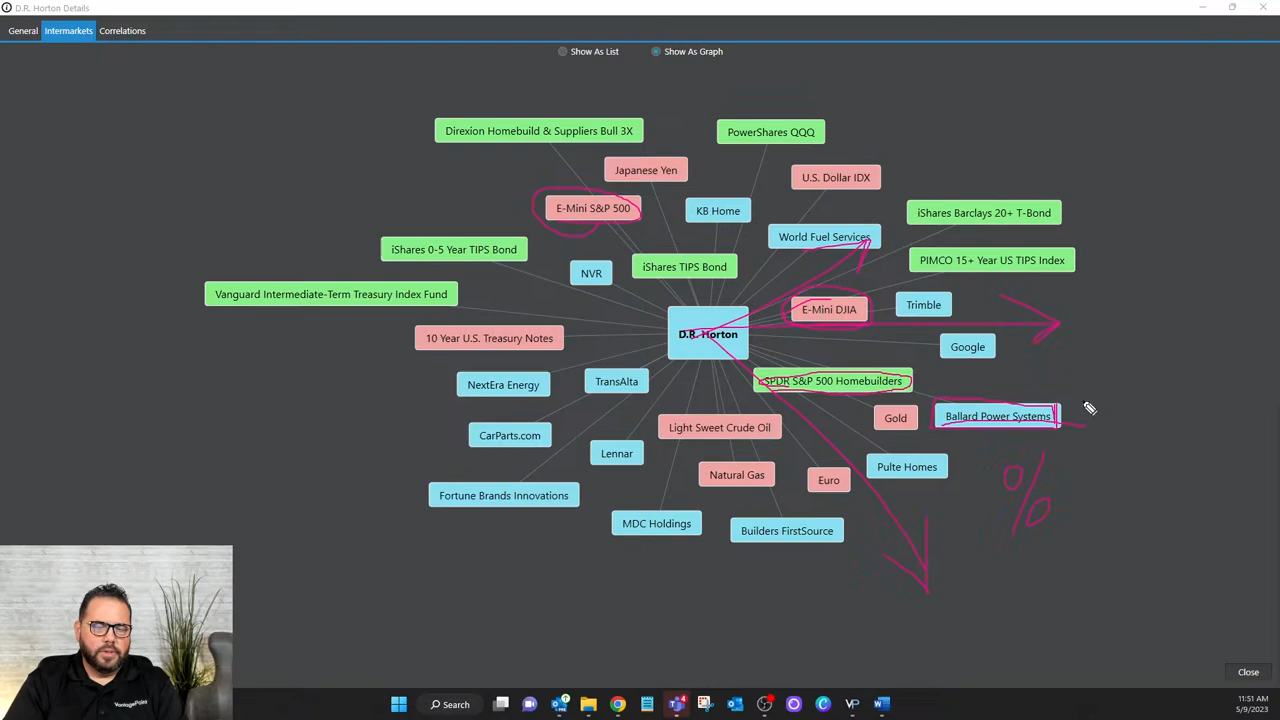 D.R. Horton Details
General Intermarkets Correlations
Show As List Show As Graph
Direxion Homebuild & Suppliers Bull 3X
PowerShares QQQ
Japanese Yen
U.S. Dollar IDX
E-Mini S&P 500
KB Home
iShares Barclays 20+ T-Bond
World Fuel Services
iShares 0-5 Year TIPS Bond
PIMCO 15+ Year US TIPS Index
iShares TIPS Bond
NVR
Vanguard Intermediate-Term Treasury Index Fund
E-Mini DJIA
Trimble
10 Year U.S. Treasury Notes
D.R. Horton
Google
NextEra Energy
TransAlta
SPDR S&P 500 Homebuilders
Gold
Ballard Power Systems
CarParts.com
Light Sweet Crude Oil
Lennar
Pulte Homes
Natural Gas
Euro
Fortune Brands Innovations
%
MDC Holdings
Builders FirstSource
Close
VantagePoint
Search
4
VP
11:51 AM
5/9/2023